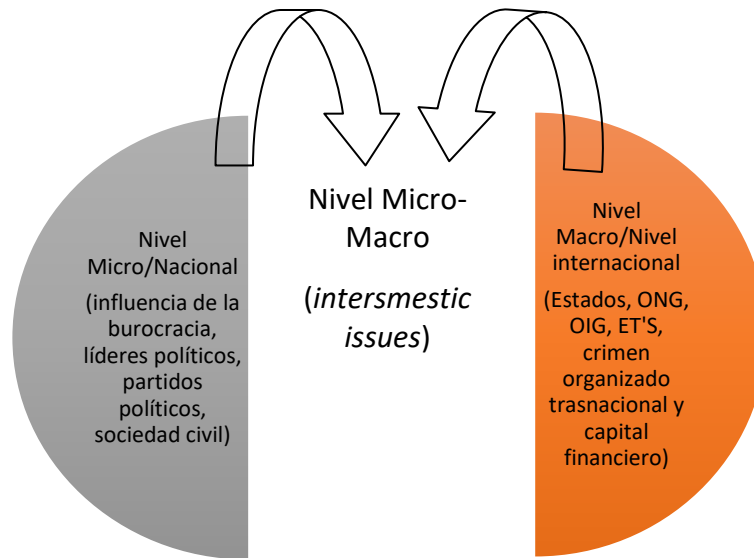 Nivel
Micro/Nacional
(influencia de la
burocracia,
líderes políticos,
partidos
políticos,
sociedad civil)
Nivel Micro-
Macro
(intersmestic
issues)
Nivel
Macro/Nivel
internacional
(Estados, ONG,
OIG, ET'S,
crimen
organizado
trasnacional y
capital
financiero)